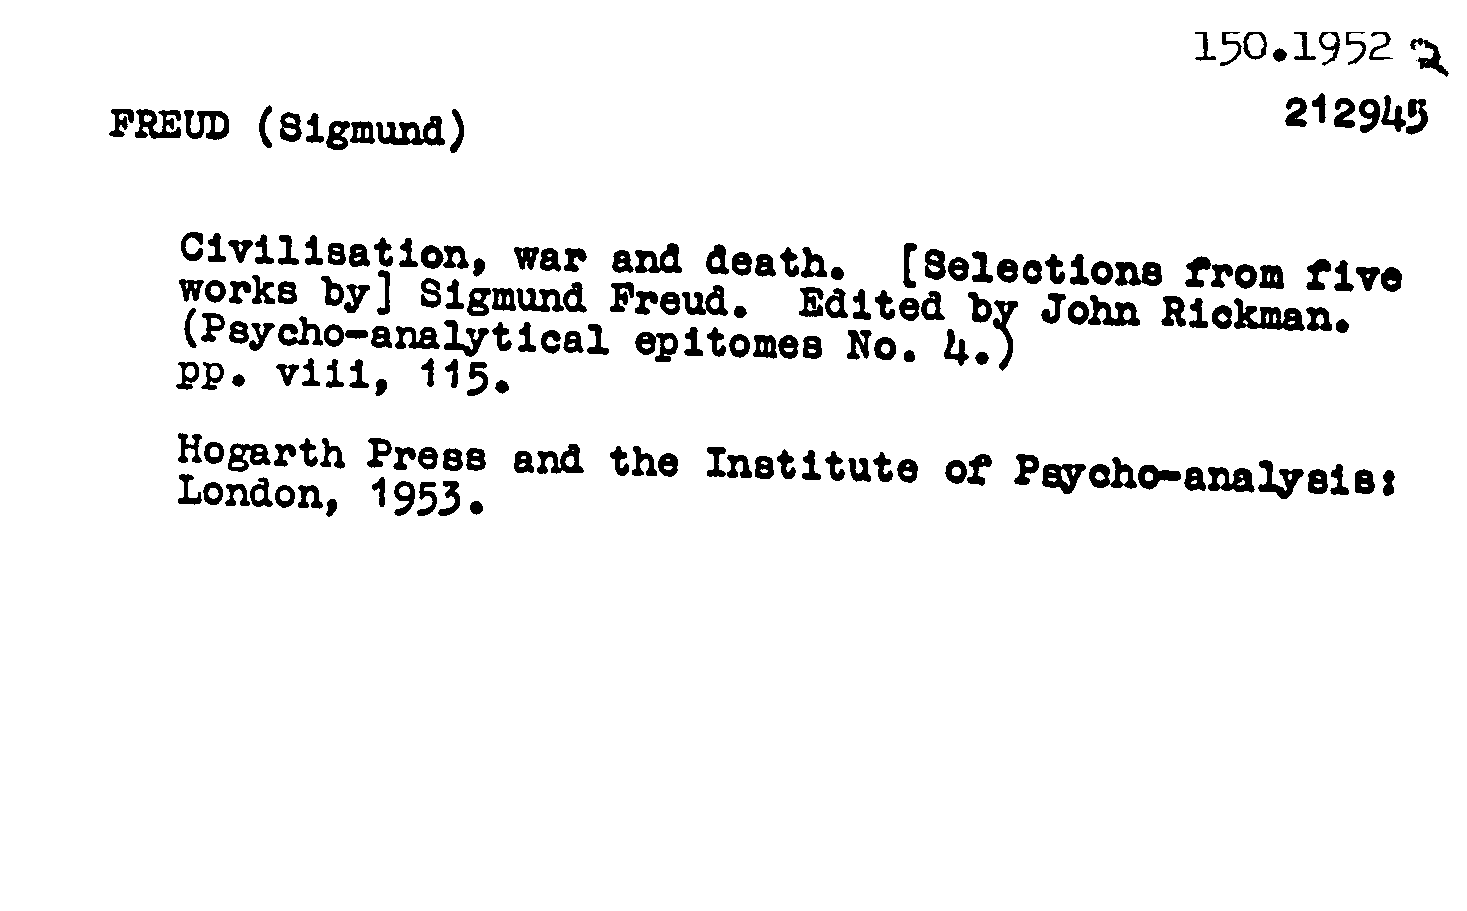 150.1952 2
212945
FREUD (Sigmund)
Civilisation, war and death. [Selections from five
works by] Sigmund Freud. Edited by John Rickman.
(Psycho-analytical epitomes No. 4.)
pp. viii, 115.
Hogarth Press and the Institute of Psycho-analysis:
London, 1953.